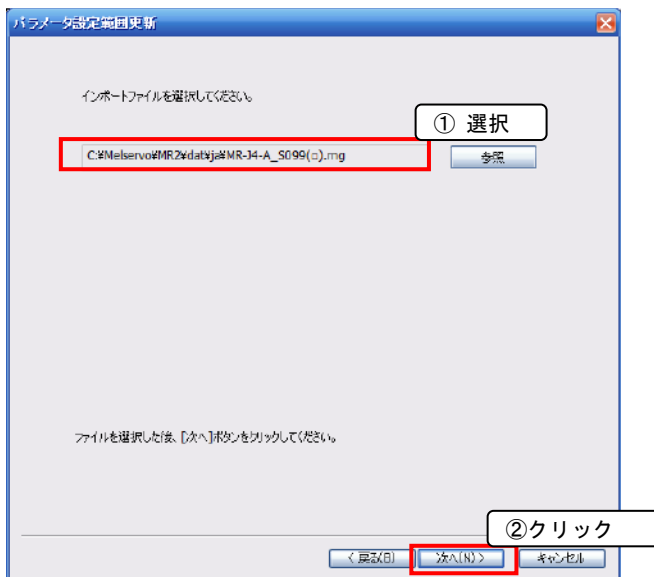 パラメータ設定範囲更新
インポートファイルを選択してください。
① 選択
C:¥Melservo¥MR2¥dat¥ja¥MR-J4-A_S099(□).rng
参照
ファイルを選択した後、[次へ]ボタンをクリックしてください。
②クリック
< 戻る(B)
次へ(N) >
キャンセル